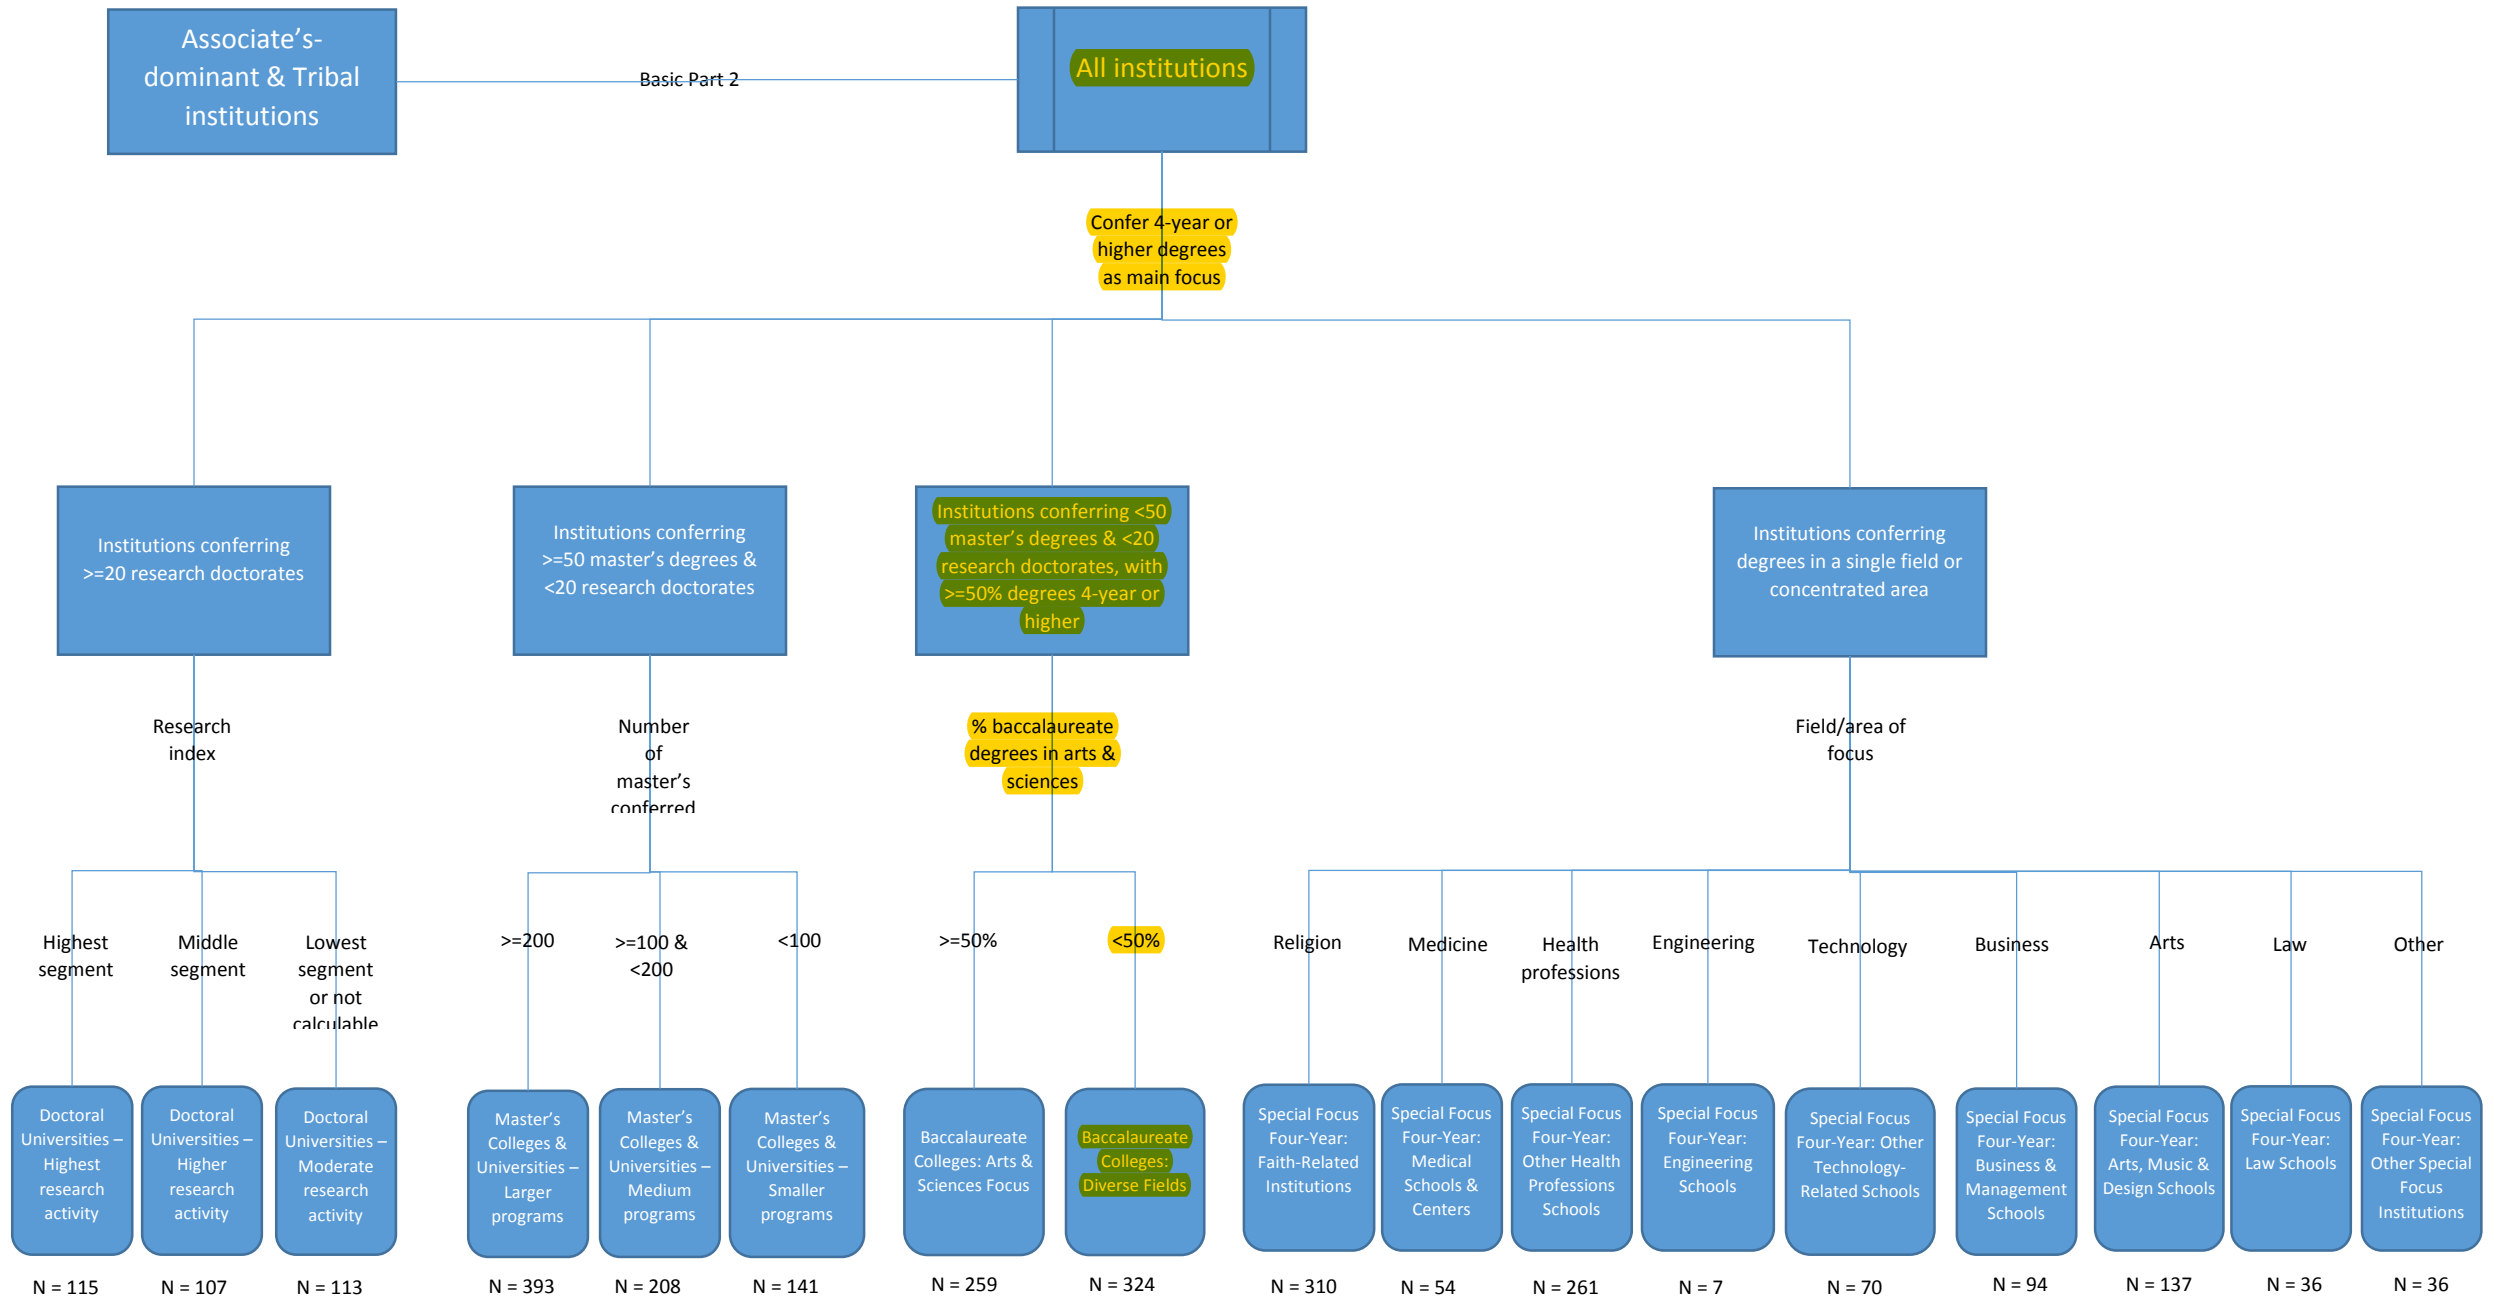 Associate's-
dominant & Tribal
institutions
Basic Part 2
All institutions
Confer 4-year or
higher degrees
as main focus
Institutions conferring
>=20 research doctorates
Institutions conferring
>=50 master's degrees &
<20 research doctorates
Institutions conferring <50
master's degrees & <20
research doctorates, with
>=50% degrees 4-year or
higher
Institutions conferring
degrees in a single field or
concentrated area
Research
index
Number
of
master's
conferred
% baccalaureate
degrees in arts &
sciences
Field/area of
focus
Highest
segment
Middle
segment
Lowest
segment
or not
calculable
>=200
>=100 &
<200
<100
>=50%
<50%
Religion
Medicine
Health
professions
Engineering
Technology
Business
Arts
Law
Other
Doctoral
Universities –
Highest
research
activity
Doctoral
Universities –
Higher
research
activity
Doctoral
Universities –
Moderate
research
activity
Master's
Colleges &
Universities –
Larger
programs
Master's
Colleges &
Universities –
Medium
programs
Master's
Colleges &
Universities –
Smaller
programs
Baccalaureate
Colleges: Arts &
Sciences Focus
Baccalaureate
Colleges:
Diverse Fields
Special Focus
Four-Year:
Faith-Related
Institutions
Special Focus
Four-Year:
Medical
Schools &
Centers
Special Focus
Four-Year:
Other Health
Professions
Schools
Special Focus
Four-Year:
Engineering
Schools
Special Focus
Four-Year: Other
Technology-
Related Schools
Special Focus
Four-Year:
Business &
Management
Schools
Special Focus
Four-Year:
Arts, Music &
Design Schools
Special Focus
Four-Year:
Law Schools
Special Focus
Four-Year:
Other Special
Focus
Institutions
N = 115
N = 107
N = 113
N = 393
N = 208
N = 141
N = 259
N = 324
N = 310
N = 54
N = 261
N = 7
N = 70
N = 94
N = 137
N = 36
N = 36